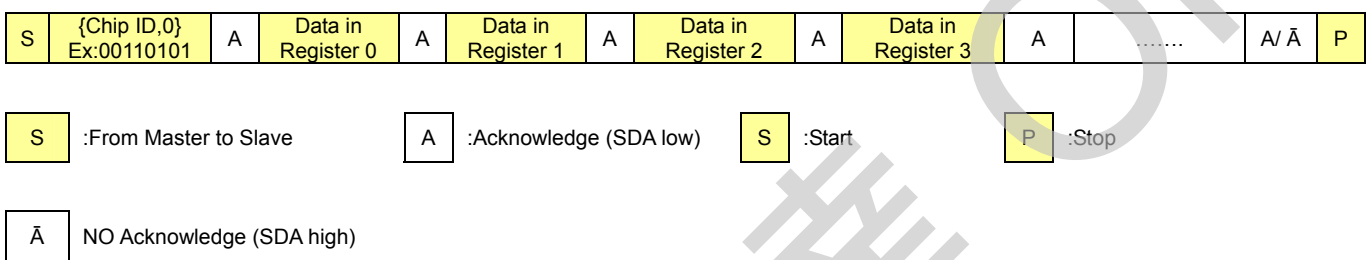 S {Chip ID,0} Ex:00110101 A Data in Register 0 A Data in Register 1 A Data in Register 2 A Data in Register 3 A ……. A/ Ā P
S :From Master to Slave A :Acknowledge (SDA low) S :Start P :Stop
Ā NO Acknowledge (SDA high)